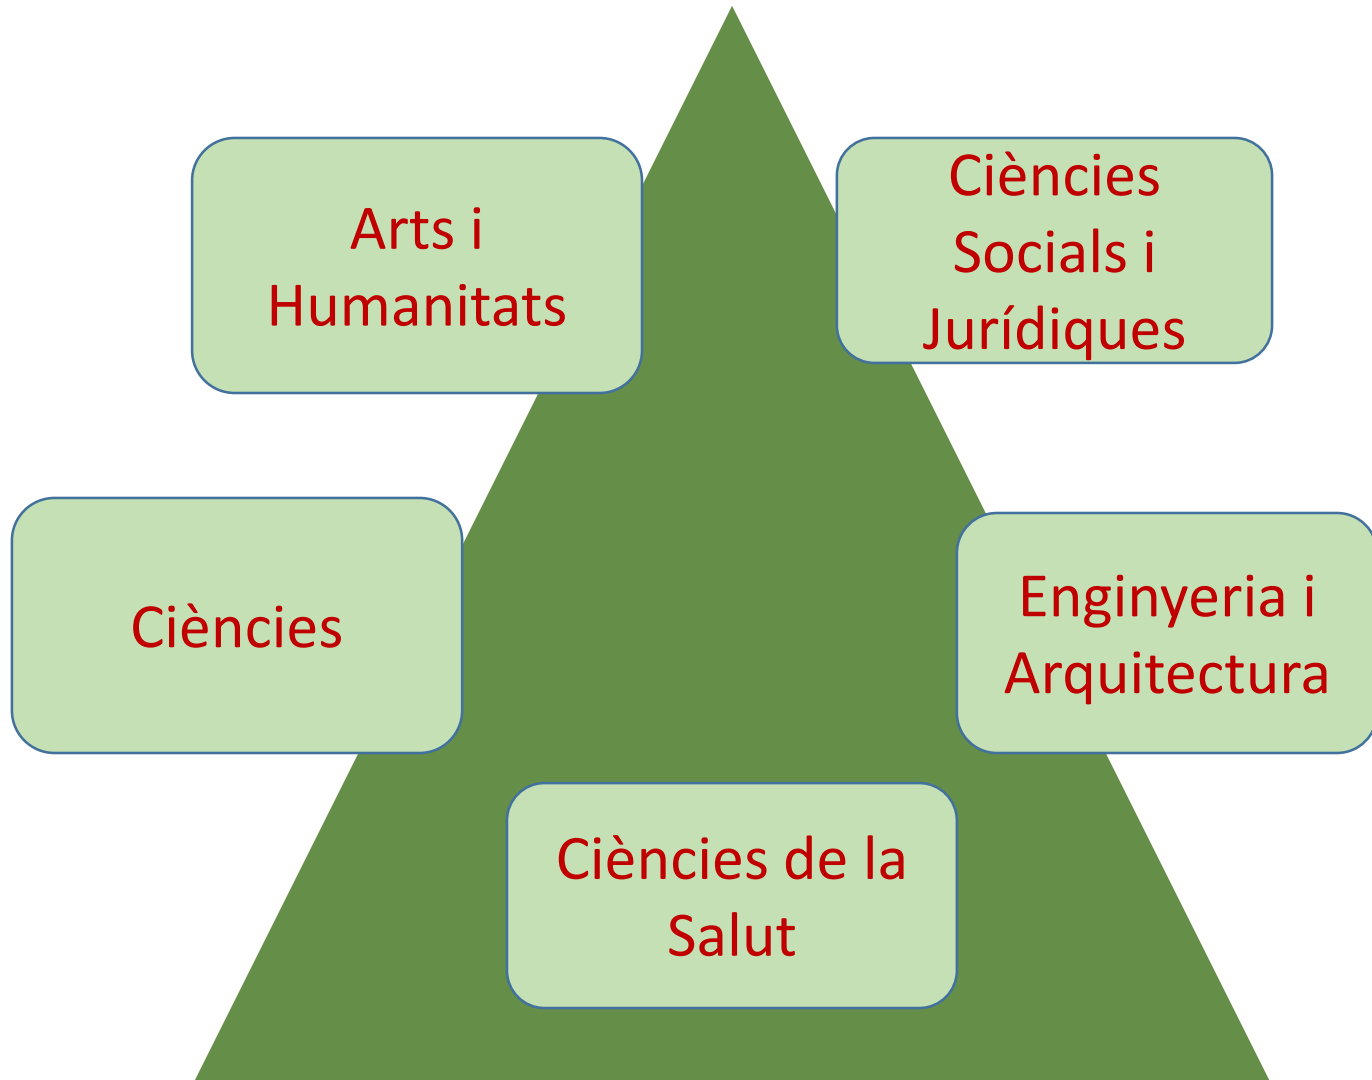 Arts i
Humanitats
Ciències
Socials i
Jurídiques
Ciències
Enginyeria i
Arquitectura
Ciències de la
Salut